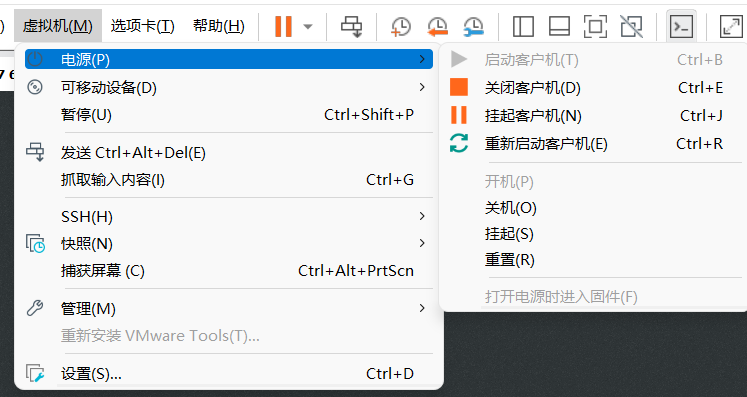 ) 虚拟机(M) 选项卡(T) 帮助(H)
电源(P)
可移动设备(D)
暂停(U) Ctrl+Shift+P
发送 Ctrl+Alt+Del(E)
抓取输入内容(I) Ctrl+G
SSH(H)
快照(N)
捕获屏幕 (C) Ctrl+Alt+PrtScn
管理(M)
重新安装 VMware Tools(T)...
设置(S)... Ctrl+D
启动客户机(T) Ctrl+B
关闭客户机(D) Ctrl+E
挂起客户机(N) Ctrl+J
重新启动客户机(E) Ctrl+R
开机(P)
关机(O)
挂起(S)
重置(R)
打开电源时进入固件(F)